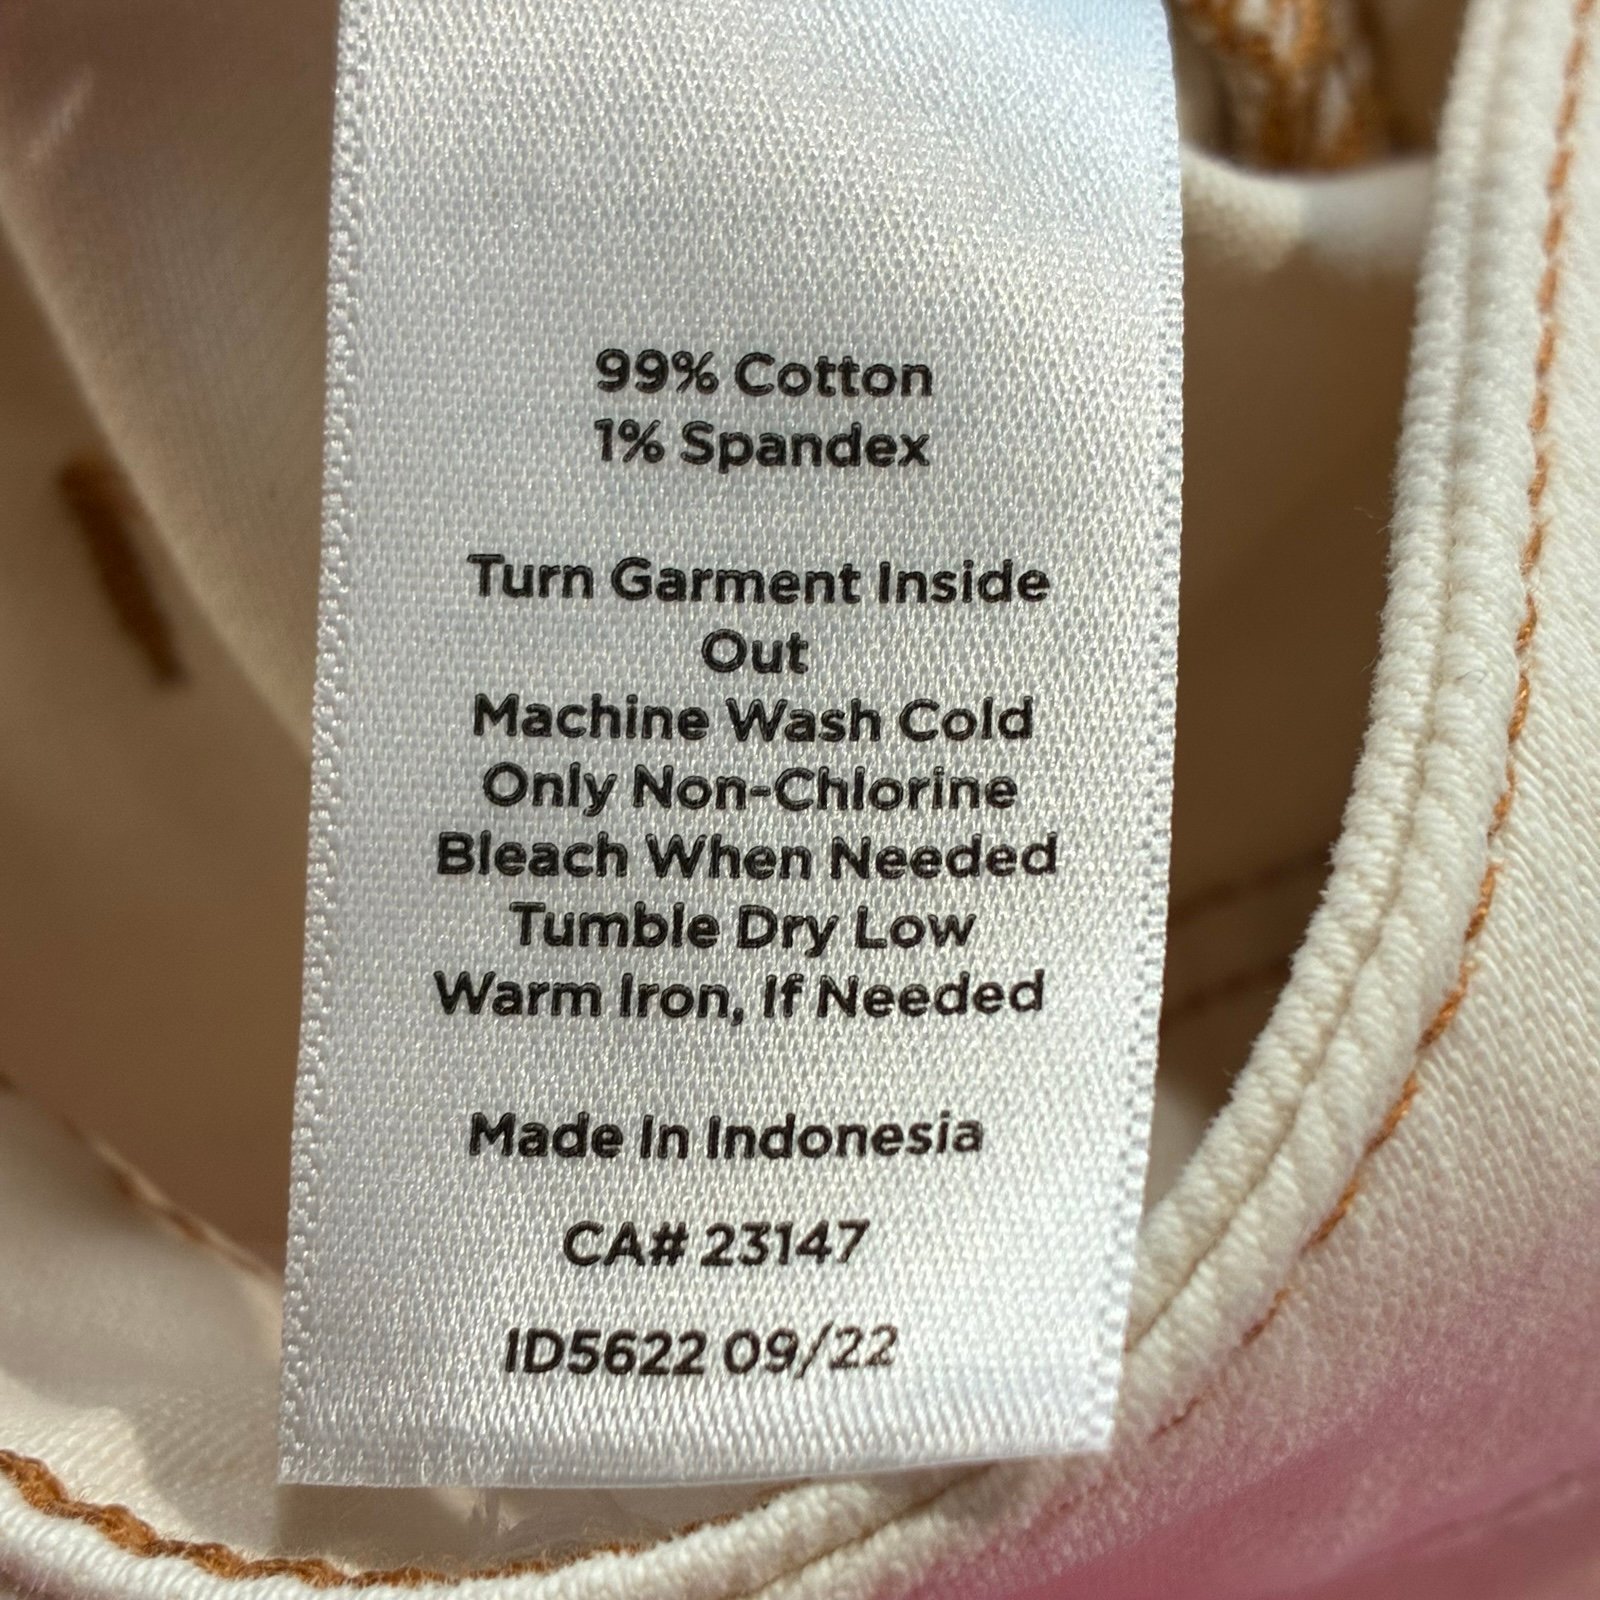 99% Cotton
1% Spandex
Turn Garment Inside
Out
Machine Wash Cold
Only Non-Chlorine
Bleach When Needed
Tumble Dry Low
Warm Iron, If Needed
Made In Indonesia
CA# 23147
ID5622 09/22